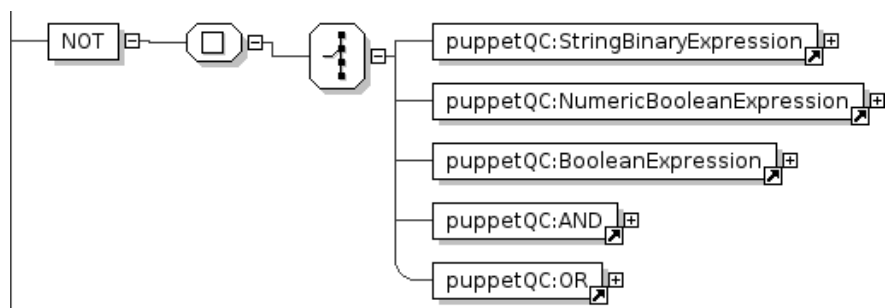 NOT
puppetQC:StringBinaryExpression
puppetQC:NumericBooleanExpression
puppetQC:BooleanExpression
puppetQC:AND
puppetQC:OR